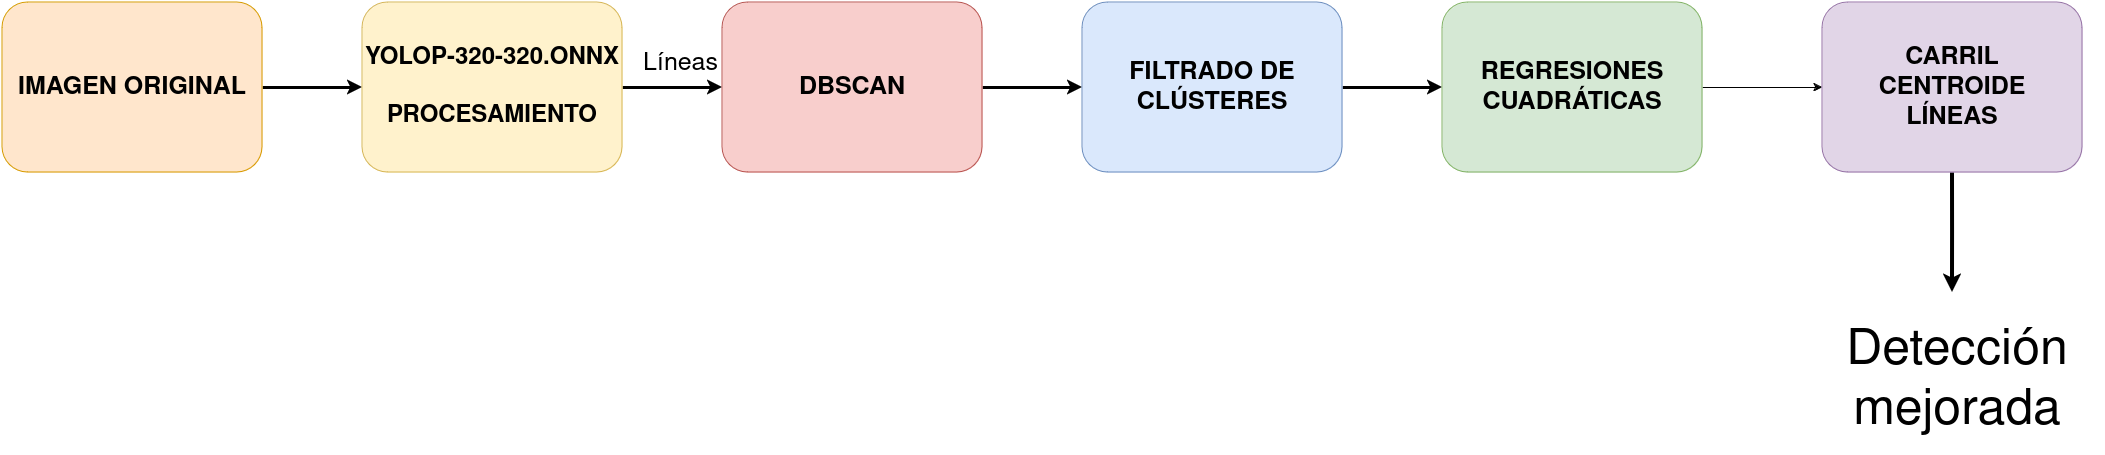 IMAGEN ORIGINAL
YOLOP-320-320.ONNX
PROCESAMIENTO
Líneas
DBSCAN
FILTRADO DE
CLÚSTERES
REGRESIONES
CUADRÁTICAS
CARRIL
CENTROIDE
LÍNEAS
Detección
mejorada